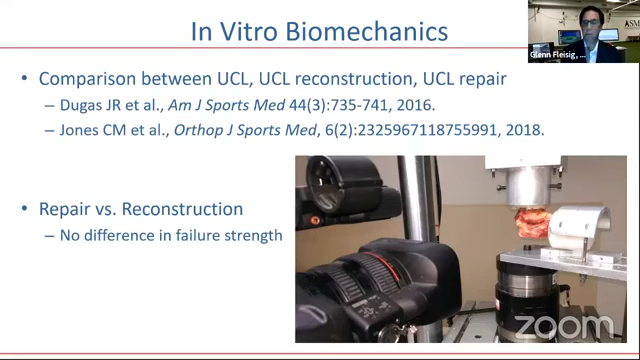 In Vitro Biomechanics
• Comparison between UCL, UCL reconstruction, UCL repair
– Dugas JR et al., Am J Sports Med 44(3):735-741, 2016.
– Jones CM et al., Orthop J Sports Med, 6(2):2325967118755991, 2018.
• Repair vs. Reconstruction
– No difference in failure strength
Glenn Fleisig, ...
ASM
zoom